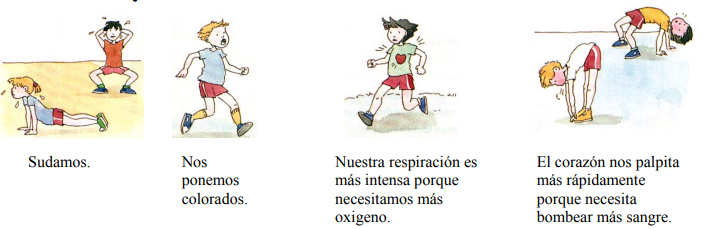 Sudamos.
Nos
ponemos
colorados.
Nuestra respiración es
más intensa porque
necesitamos más
oxigeno.
El corazón nos palpita
más rápidamente
porque necesita
bombear más sangre.